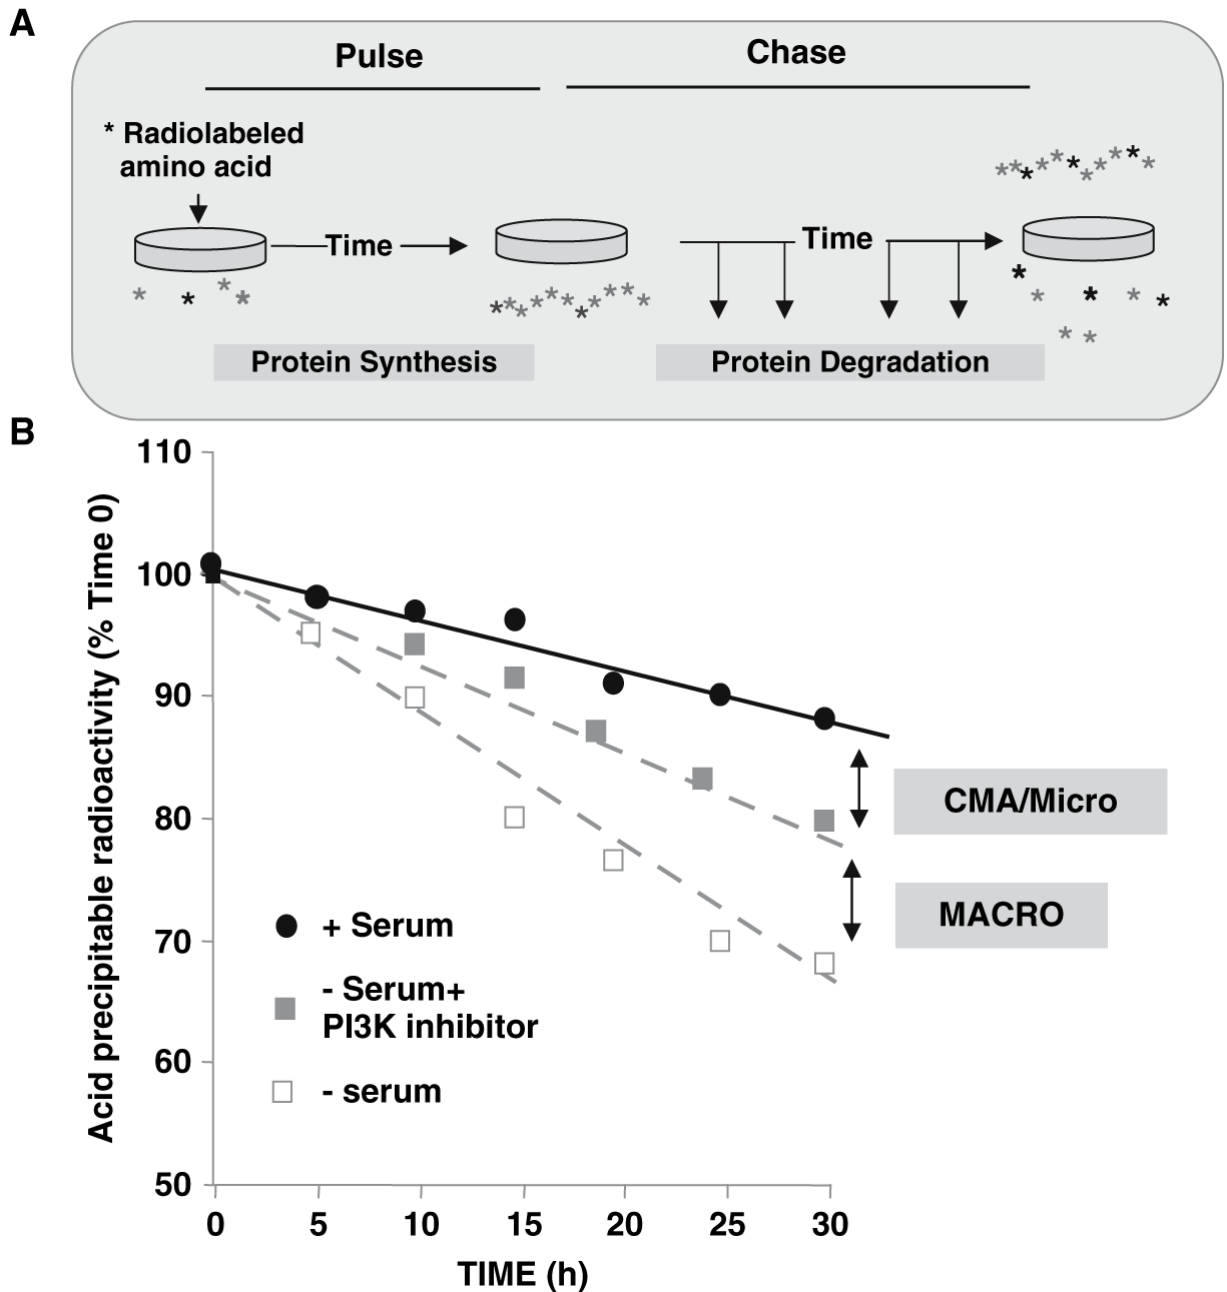 A
Pulse
Chase
* Radiolabeled
amino acid
Time
Time
Protein Synthesis
Protein Degradation
B
110
100
90
80
70
60
50
Acid precipitable radioactivity (% Time 0)
CMA/Micro
MACRO
+ Serum
- Serum+
PI3K inhibitor
- serum
0 5 10 15 20 25 30
TIME (h)